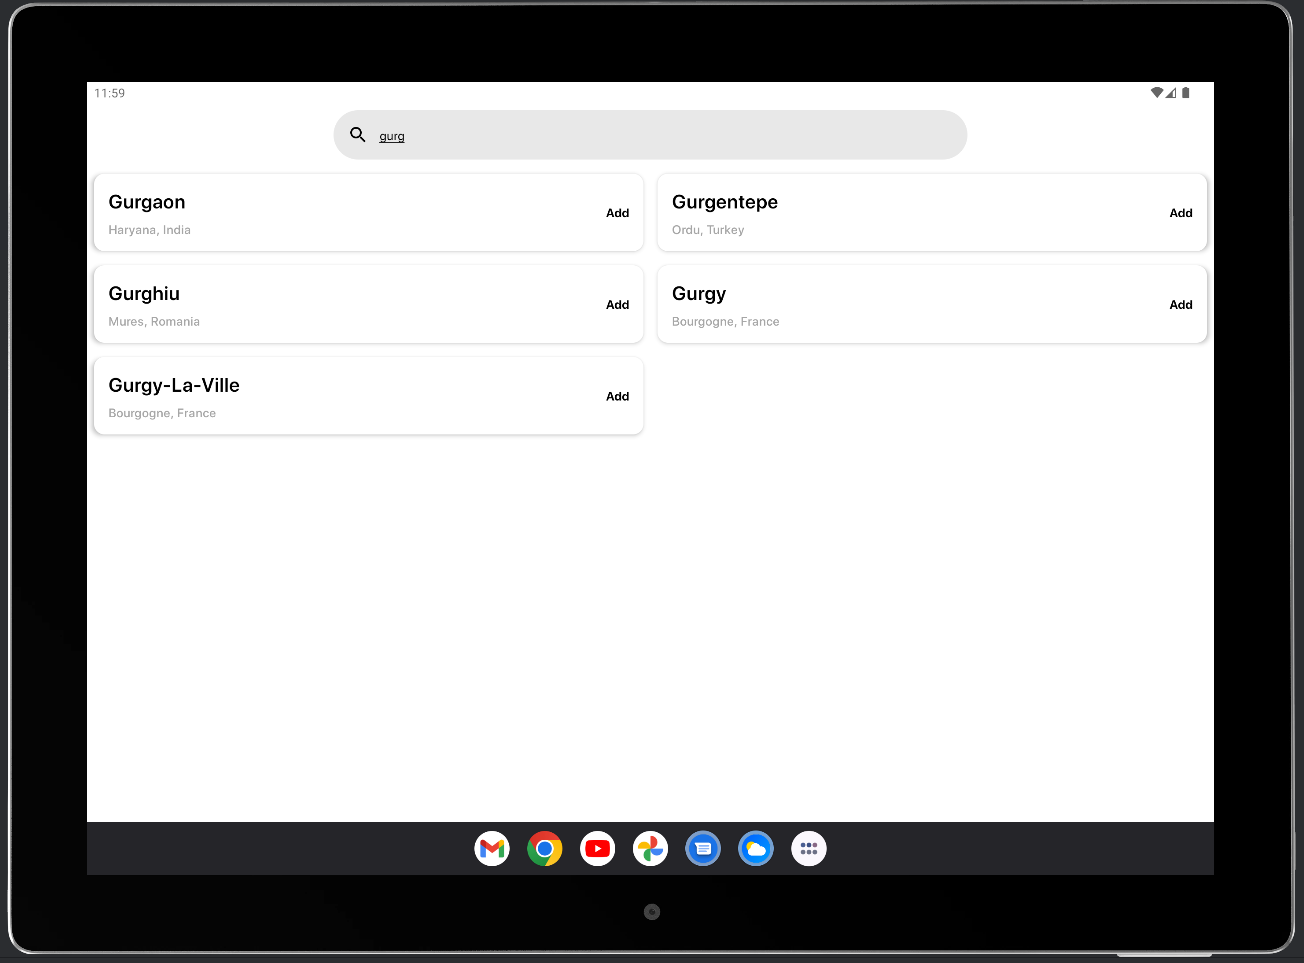 11:59
gurg
Gurgaon
Haryana, India
Add
Gurgentepe
Ordu, Turkey
Add
Gurghiu
Mures, Romania
Add
Gurgy
Bourgogne, France
Add
Gurgy-La-Ville
Bourgogne, France
Add